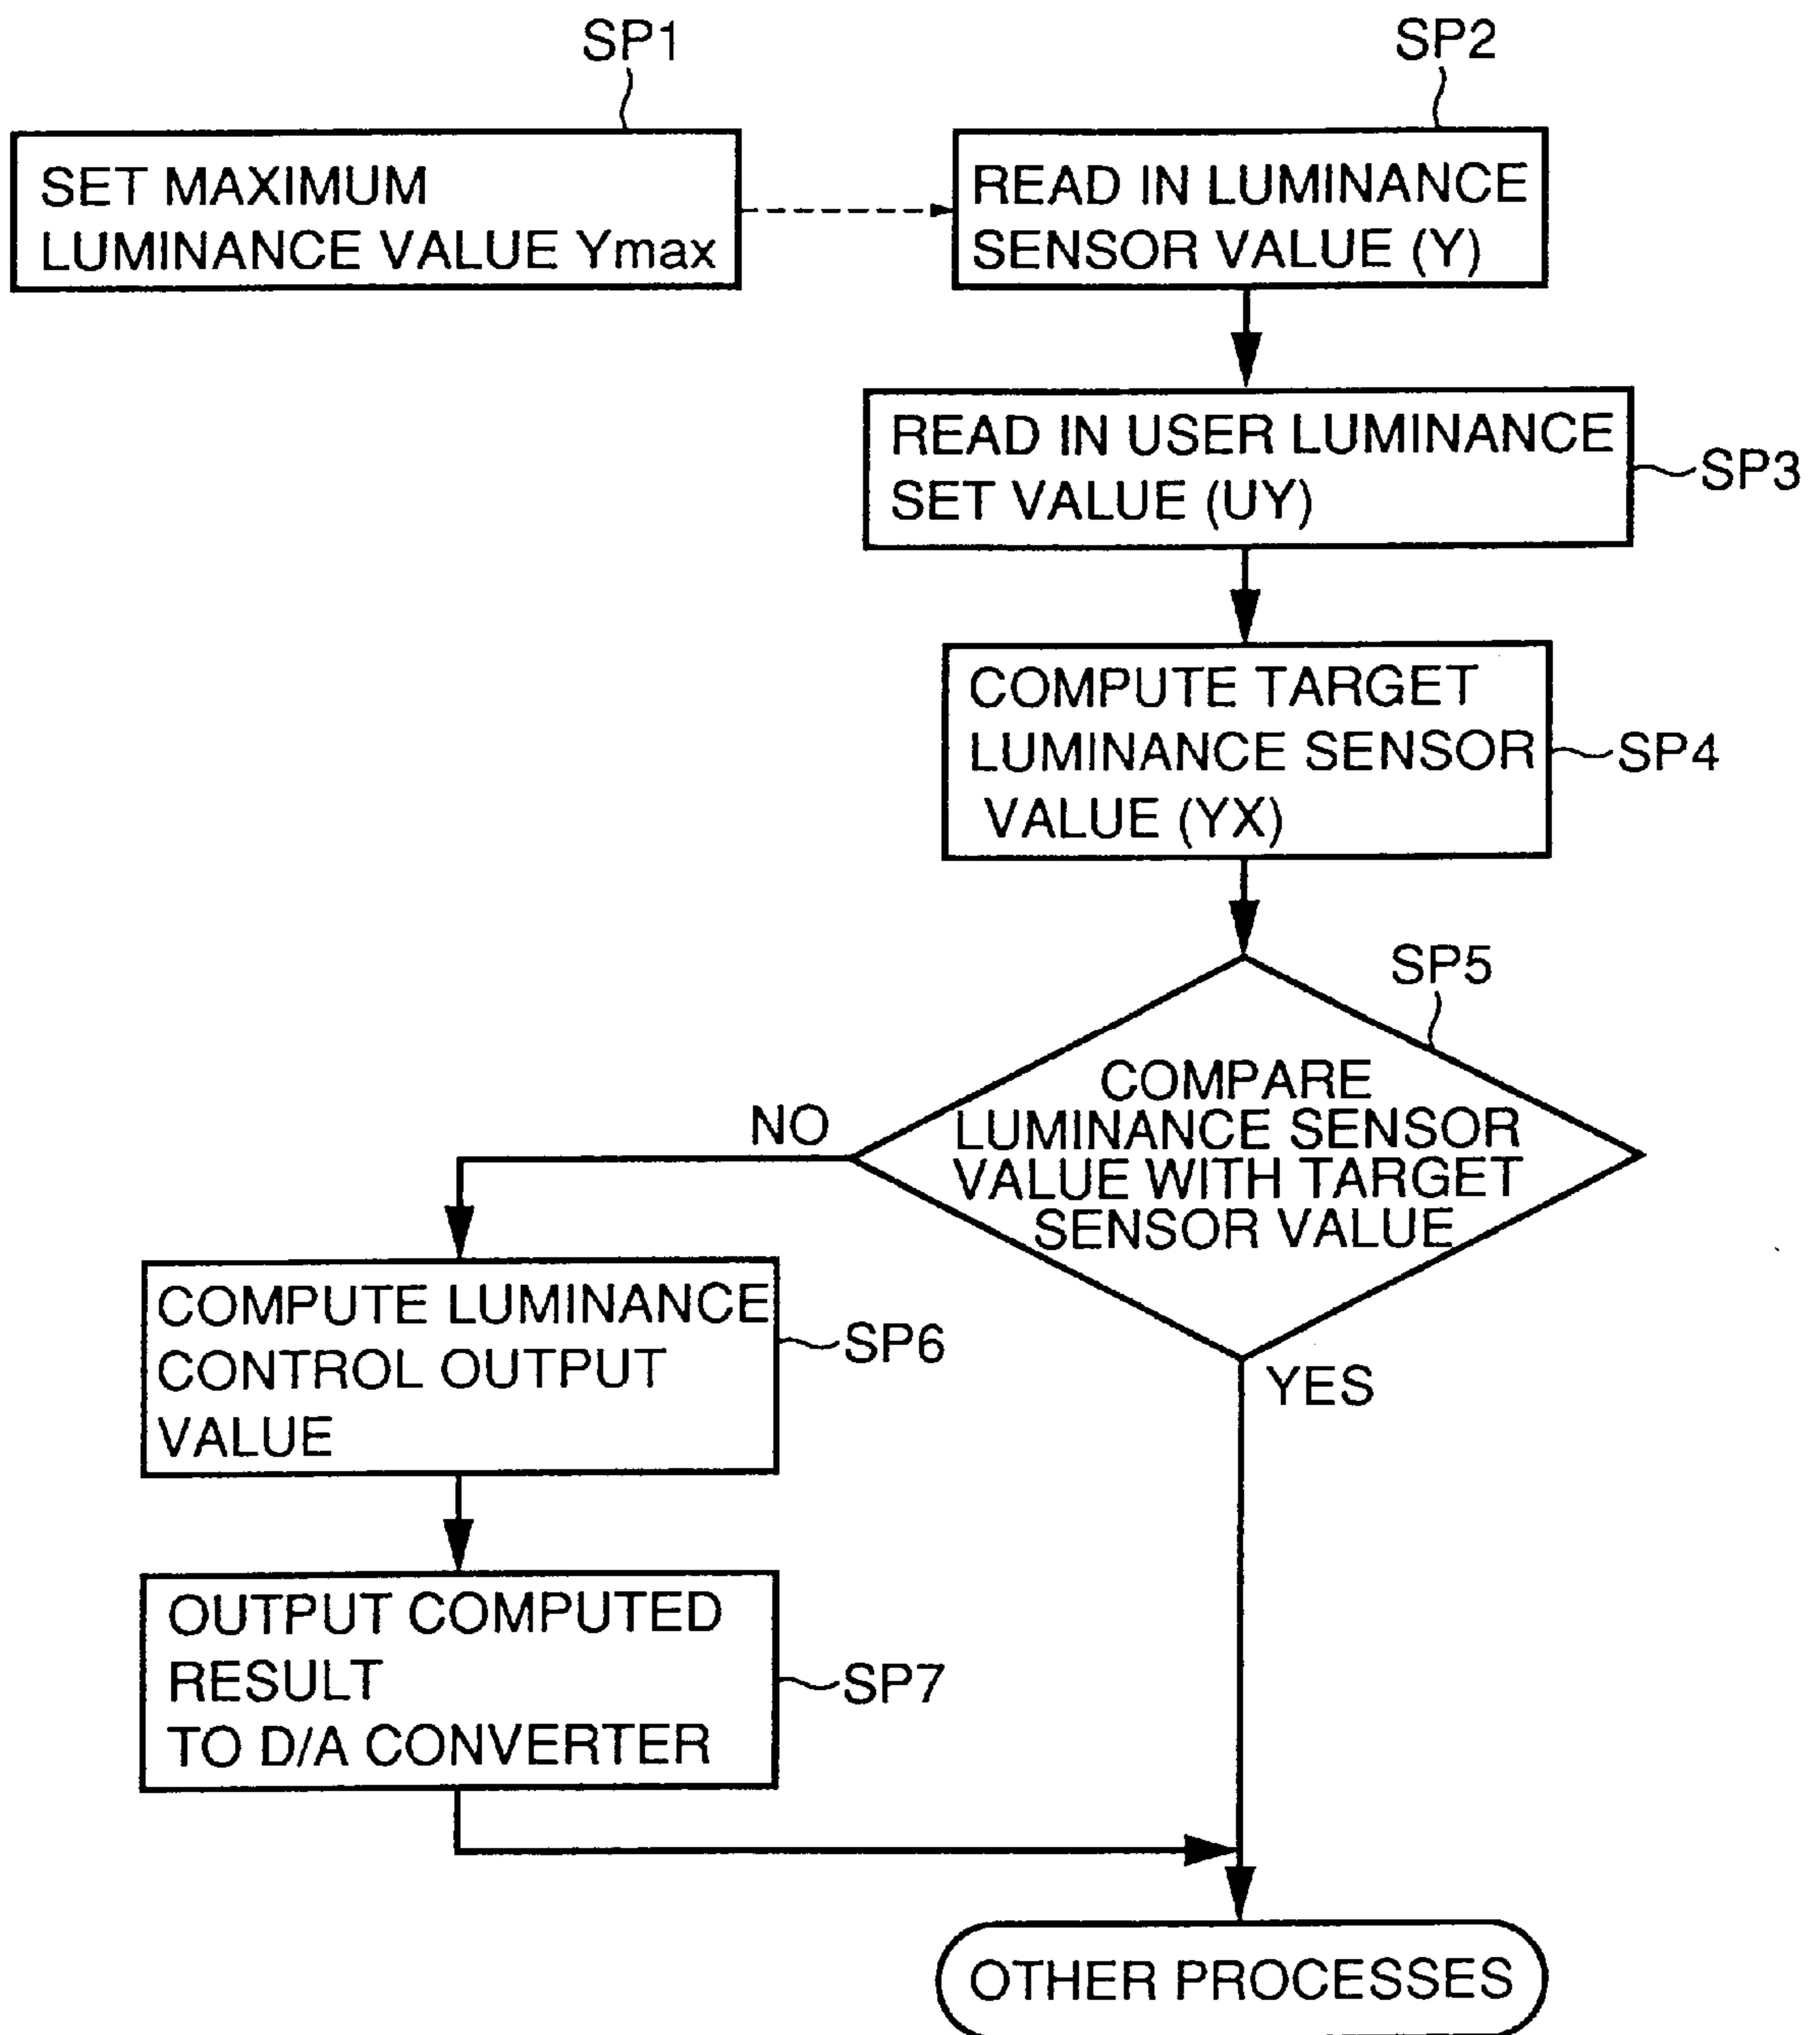 SP1
SET MAXIMUM
LUMINANCE VALUE Ymax
SP2
READ IN LUMINANCE
SENSOR VALUE (Y)
READ IN USER LUMINANCE
SET VALUE (UY)
SP3
COMPUTE TARGET
LUMINANCE SENSOR
VALUE (YX)
SP4
SP5
COMPARE
LUMINANCE SENSOR
VALUE WITH TARGET
SENSOR VALUE
NO
YES
COMPUTE LUMINANCE
CONTROL OUTPUT
VALUE
SP6
OUTPUT COMPUTED
RESULT
TO D/A CONVERTER
SP7
OTHER PROCESSES